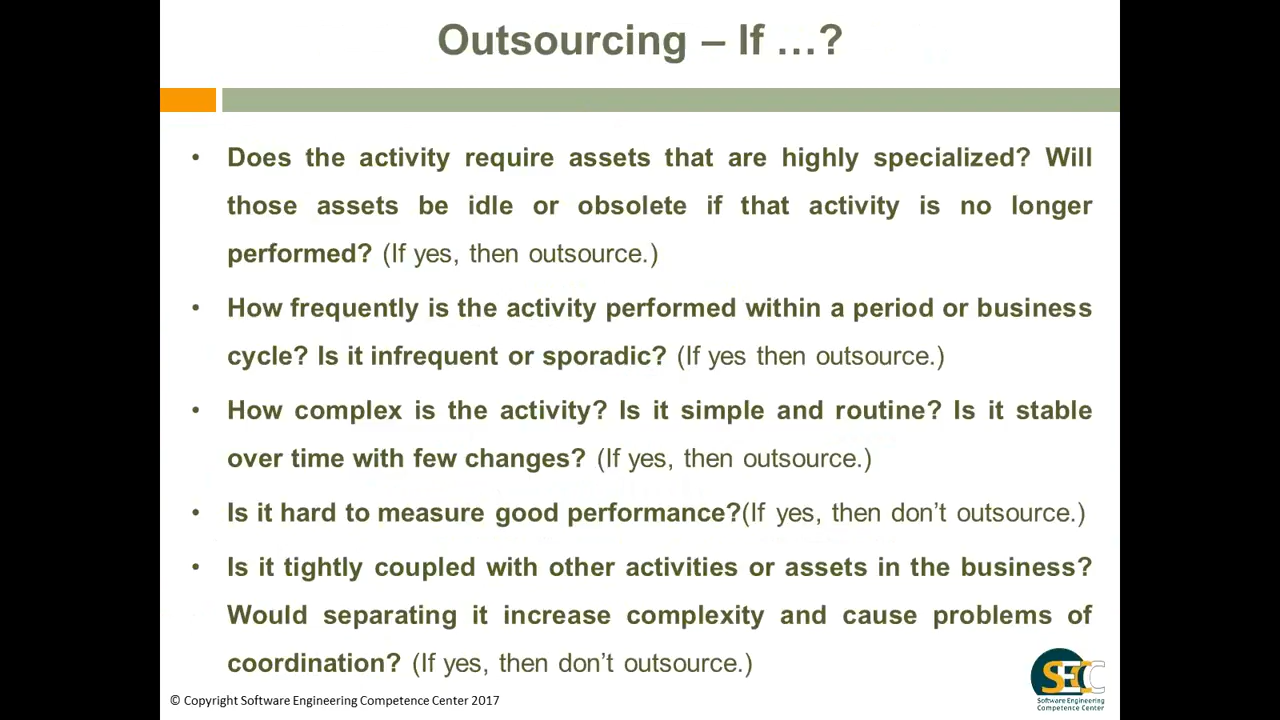 Outsourcing – If …?
• Does the activity require assets that are highly specialized? Will
those assets be idle or obsolete if that activity is no longer
performed? (If yes, then outsource.)
• How frequently is the activity performed within a period or business
cycle? Is it infrequent or sporadic? (If yes then outsource.)
• How complex is the activity? Is it simple and routine? Is it stable
over time with few changes? (If yes, then outsource.)
• Is it hard to measure good performance?(If yes, then don’t outsource.)
• Is it tightly coupled with other activities or assets in the business?
Would separating it increase complexity and cause problems of
coordination? (If yes, then don’t outsource.)
SECC
Software Engineering
Competence Center
© Copyright Software Engineering Competence Center 2017